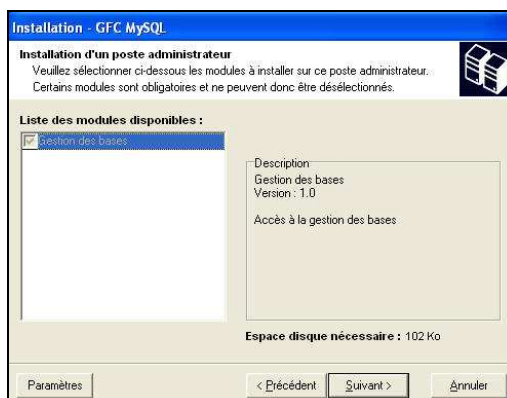 Installation - GFC MySQL
Installation d'un poste administrateur
Veuillez sélectionner ci-dessous les modules à installer sur ce poste administrateur.
Certains modules sont obligatoires et ne peuvent donc être désélectionnés.
Liste des modules disponibles :
Gestion des bases
Description
Gestion des bases
Version : 1.0
Accès à la gestion des bases
Espace disque nécessaire : 102 Ko
Paramètres
< Précédent
Suivant >
Annuler